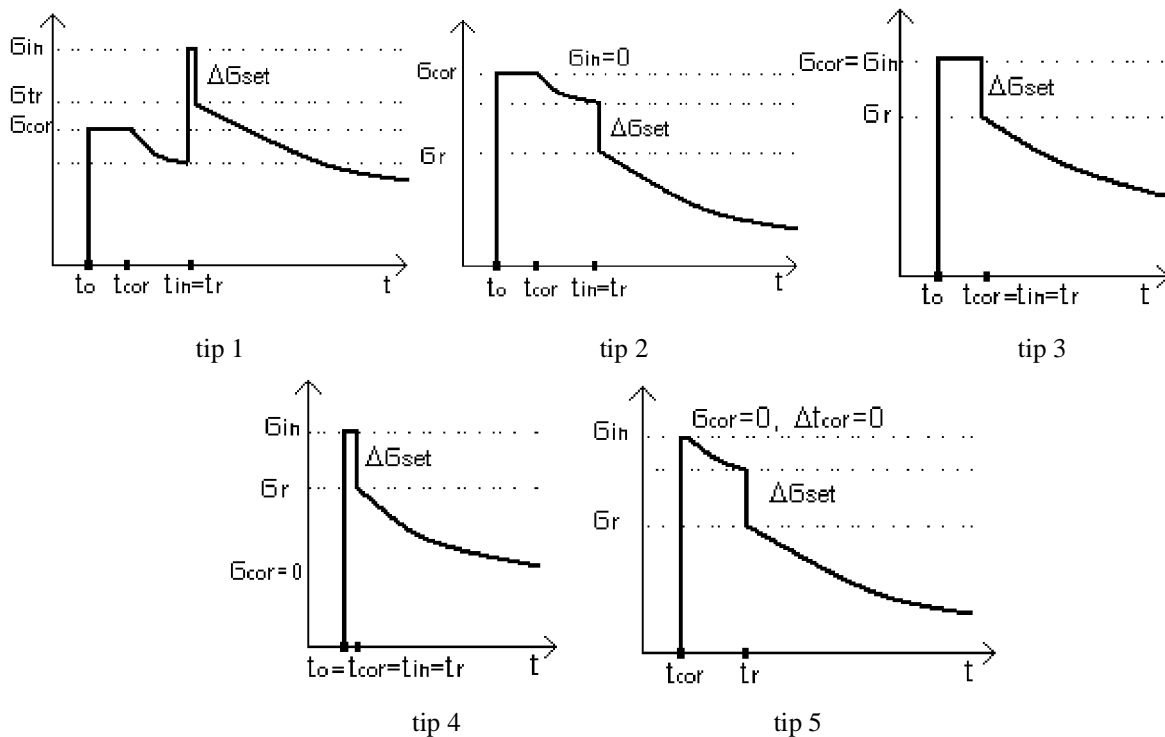 σin
ΔσSet
σtr
σcor
to tcor tin=tr t
tip 1
σin=0
σcor
Δσset
σr
to tcor tin=tr t
tip 2
σcor=σin
Δσset
σr
to tcor=tin=tr t
tip 3
σin
Δσset
σr
σcor=0
to=tcor=tin=tr t
tip 4
σcor=0, Δtcor=0
σin
Δσset
σr
tcor tr t
tip 5